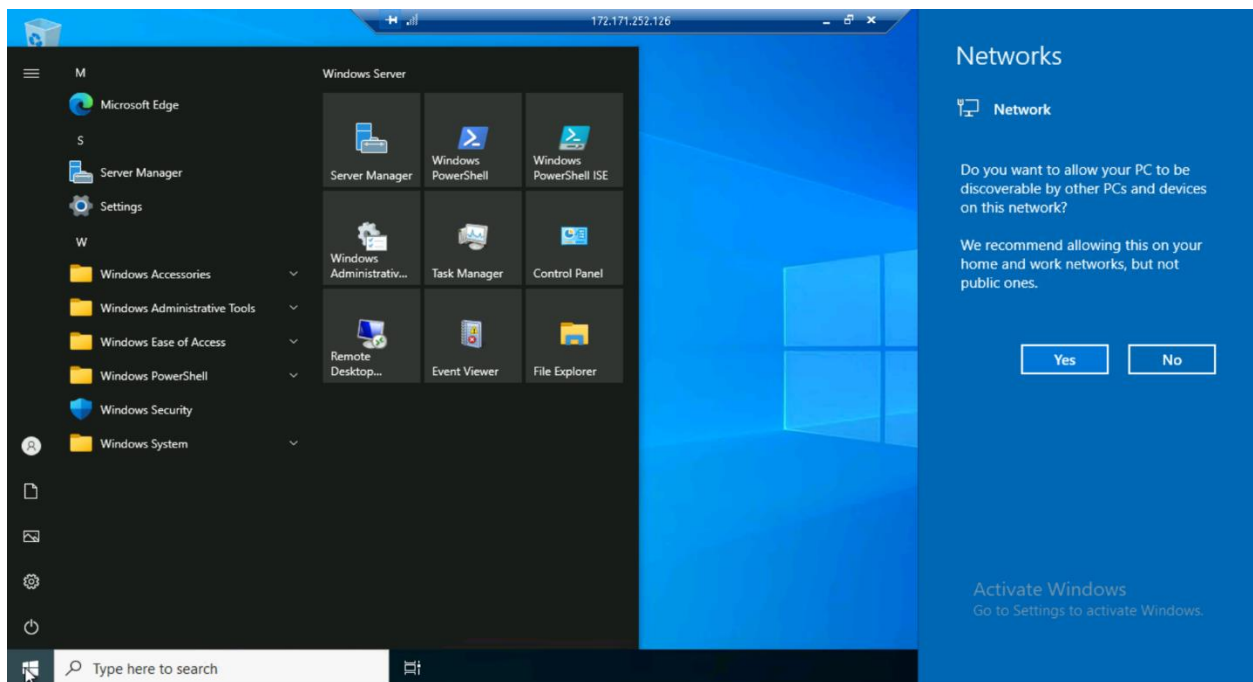 172.171.252.126
M
Microsoft Edge
S
Server Manager
Settings
W
Windows Accessories
Windows Administrative Tools
Windows Ease of Access
Windows PowerShell
Windows Security
Windows System
Windows Server
Server Manager
Windows
PowerShell
Windows
PowerShell ISE
Windows
Administrativ...
Task Manager
Control Panel
Remote
Desktop...
Event Viewer
File Explorer
Networks
Network
Do you want to allow your PC to be
discoverable by other PCs and devices
on this network?
We recommend allowing this on your
home and work networks, but not
public ones.
Yes
No
Activate Windows
Go to Settings to activate Windows.
Type here to search